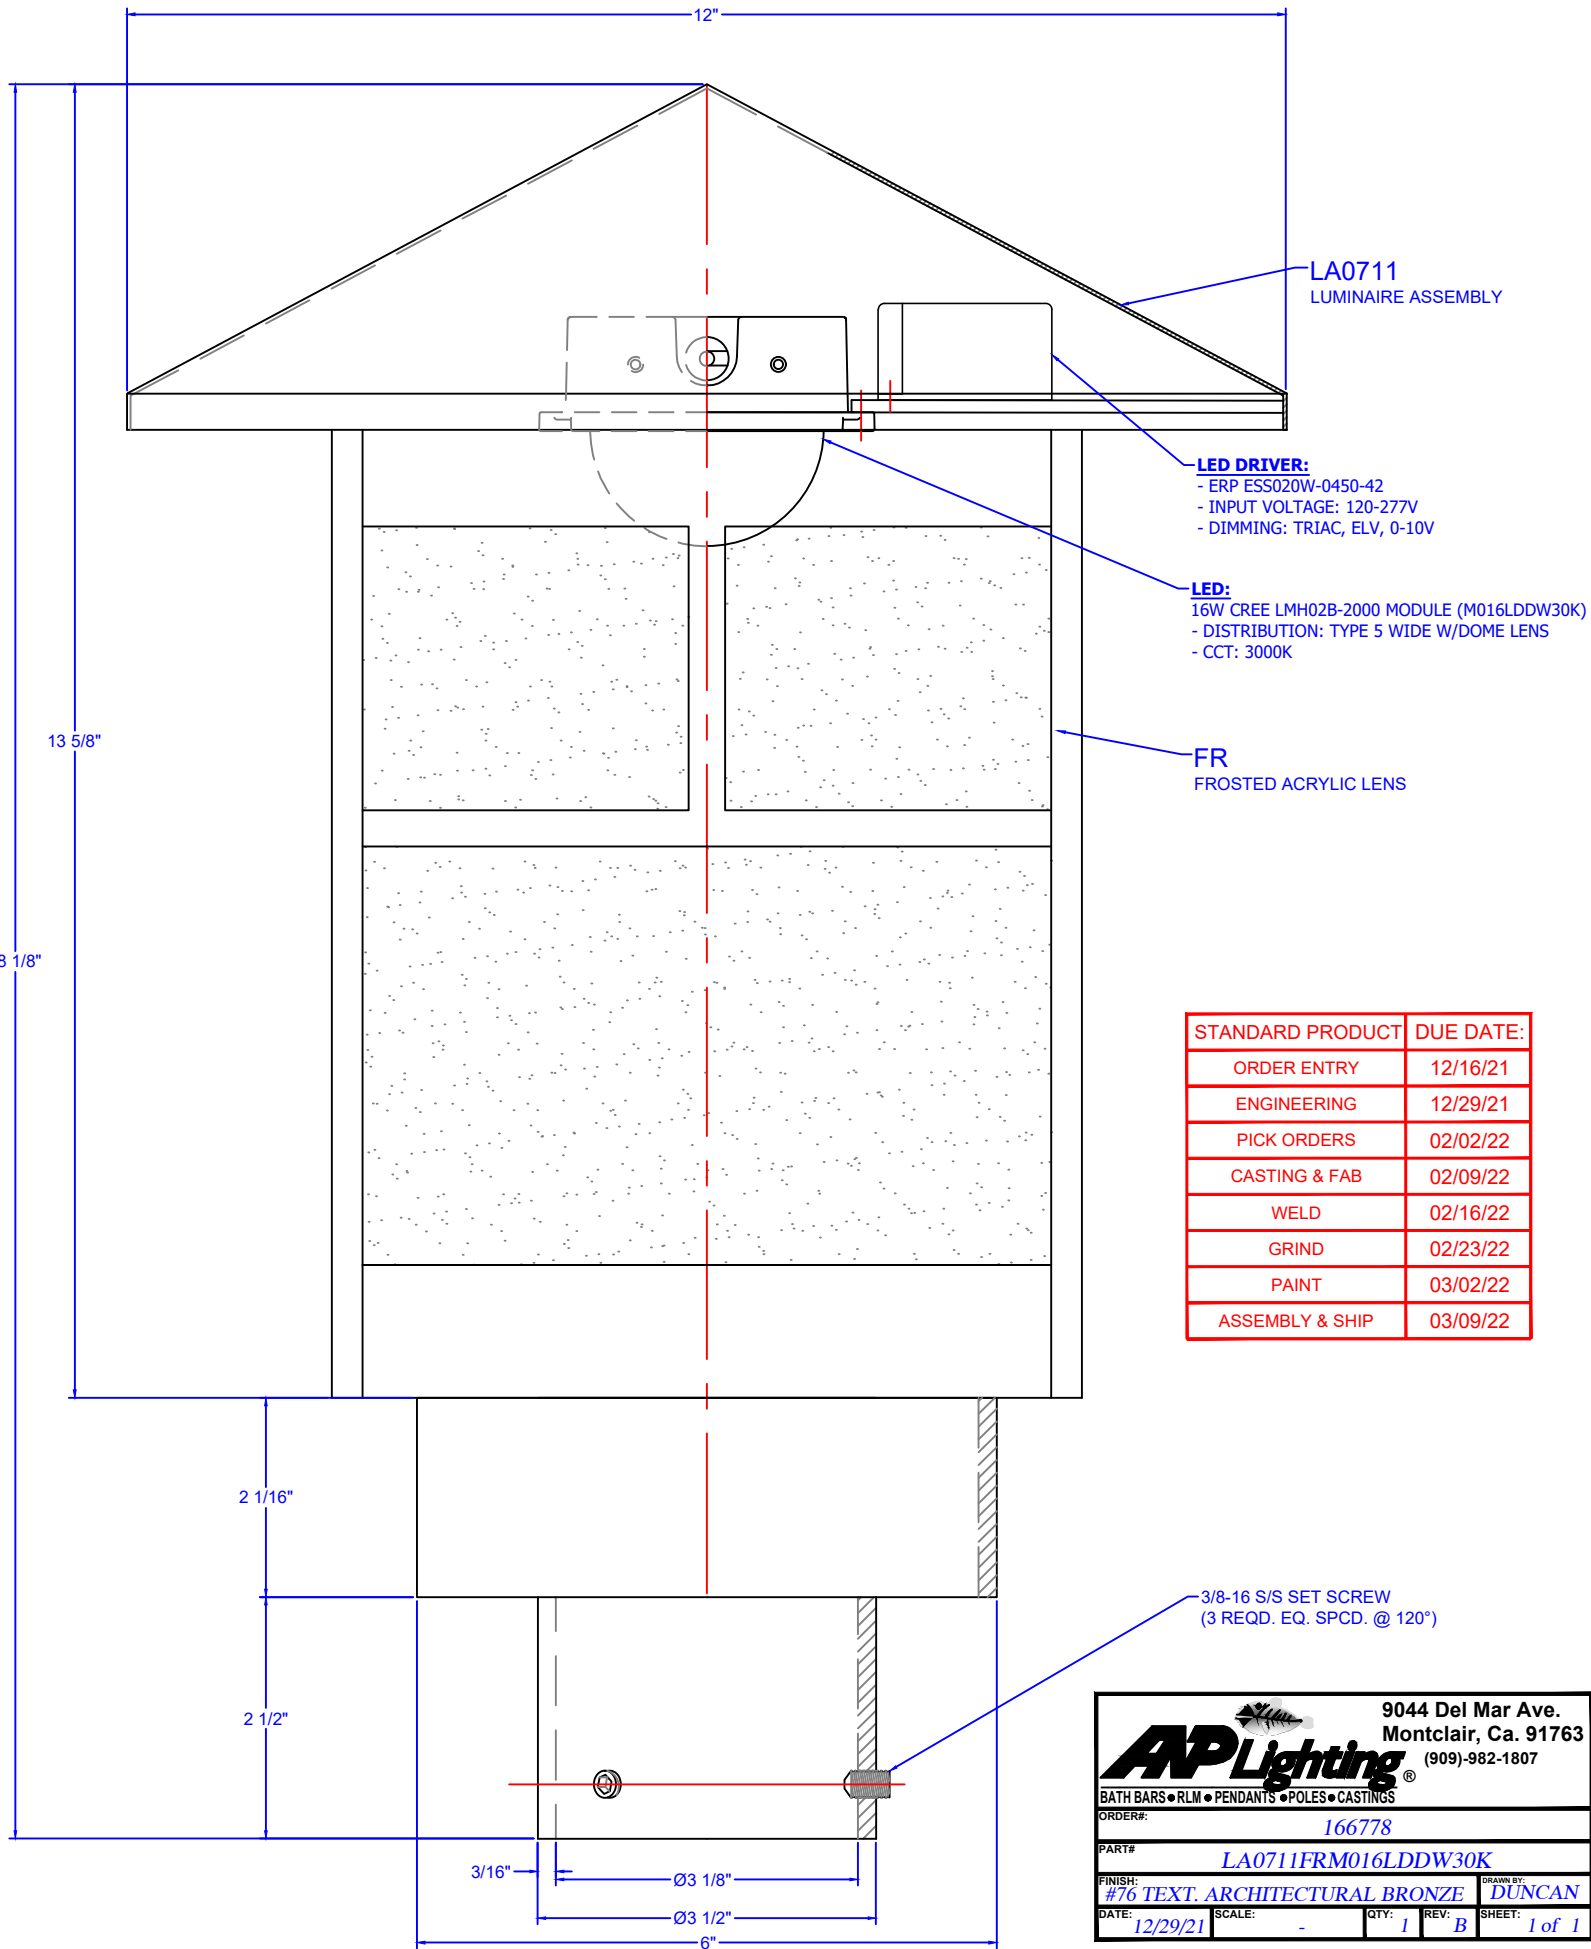 12"
LA0711
LUMINAIRE ASSEMBLY
LED DRIVER:
- ERP ESS020W-0450-42
- INPUT VOLTAGE: 120-277V
- DIMMING: TRIAC, ELV, 0-10V
LED:
16W CREE LMH02B-2000 MODULE (M016LDDW30K)
- DISTRIBUTION: TYPE 5 WIDE W/DOME LENS
- CCT: 3000K
13 5/8"
FR
FROSTED ACRYLIC LENS
8 1/8"
STANDARD PRODUCT DUE DATE:
ORDER ENTRY 12/16/21
ENGINEERING 12/29/21
PICK ORDERS 02/02/22
CASTING & FAB 02/09/22
WELD 02/16/22
GRIND 02/23/22
PAINT 03/02/22
ASSEMBLY & SHIP 03/09/22
2 1/16"
3/8-16 S/S SET SCREW
(3 REQD. EQ. SPCD. @ 120°)
2 1/2"
3/16"
Ø3 1/8"
Ø3 1/2"
6"
ANP Lighting ®
9044 Del Mar Ave.
Montclair, Ca. 91763
(909)-982-1807
BATH BARS ● RLM ● PENDANTS ● POLES ● CASTINGS
ORDER#: 166778
PART# LA0711FRM016LDDW30K
FINISH: #76 TEXT. ARCHITECTURAL BRONZE DRAWN BY: DUNCAN
DATE: 12/29/21 SCALE: - QTY: 1 REV: B SHEET: 1 of 1